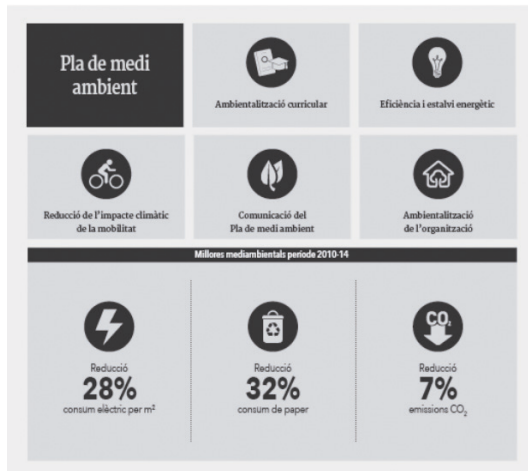 Pla de medi
ambient
Ambientalització curricular
Eficiència i estalvi energètic
Reducció de l'impacte climàtic
de la mobilitat
Comunicació del
Pla de medi ambient
Ambientalització
de l'organització
Millores mediambientals període 2010-14
Reducció
28%
consum elèctric per m²
Reducció
32%
consum de paper
CO₂
Reducció
7%
emissions CO₂